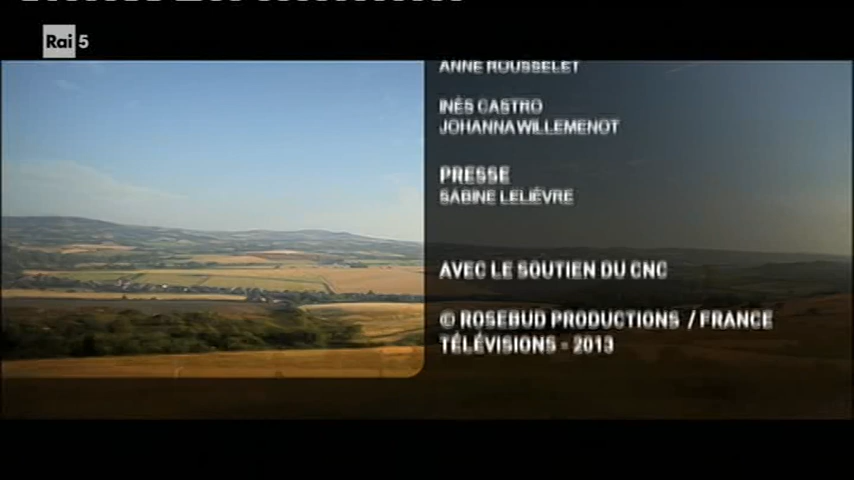 Rai 5
ANNE ROUSSELET
INÈS CASTRO
JOHANNA WILLEMENOT
PRESSE
SABINE LELIÈVRE
AVEC LE SOUTIEN DU CNC
© ROSEBUD PRODUCTIONS / FRANCE
TÉLÉVISIONS - 2013